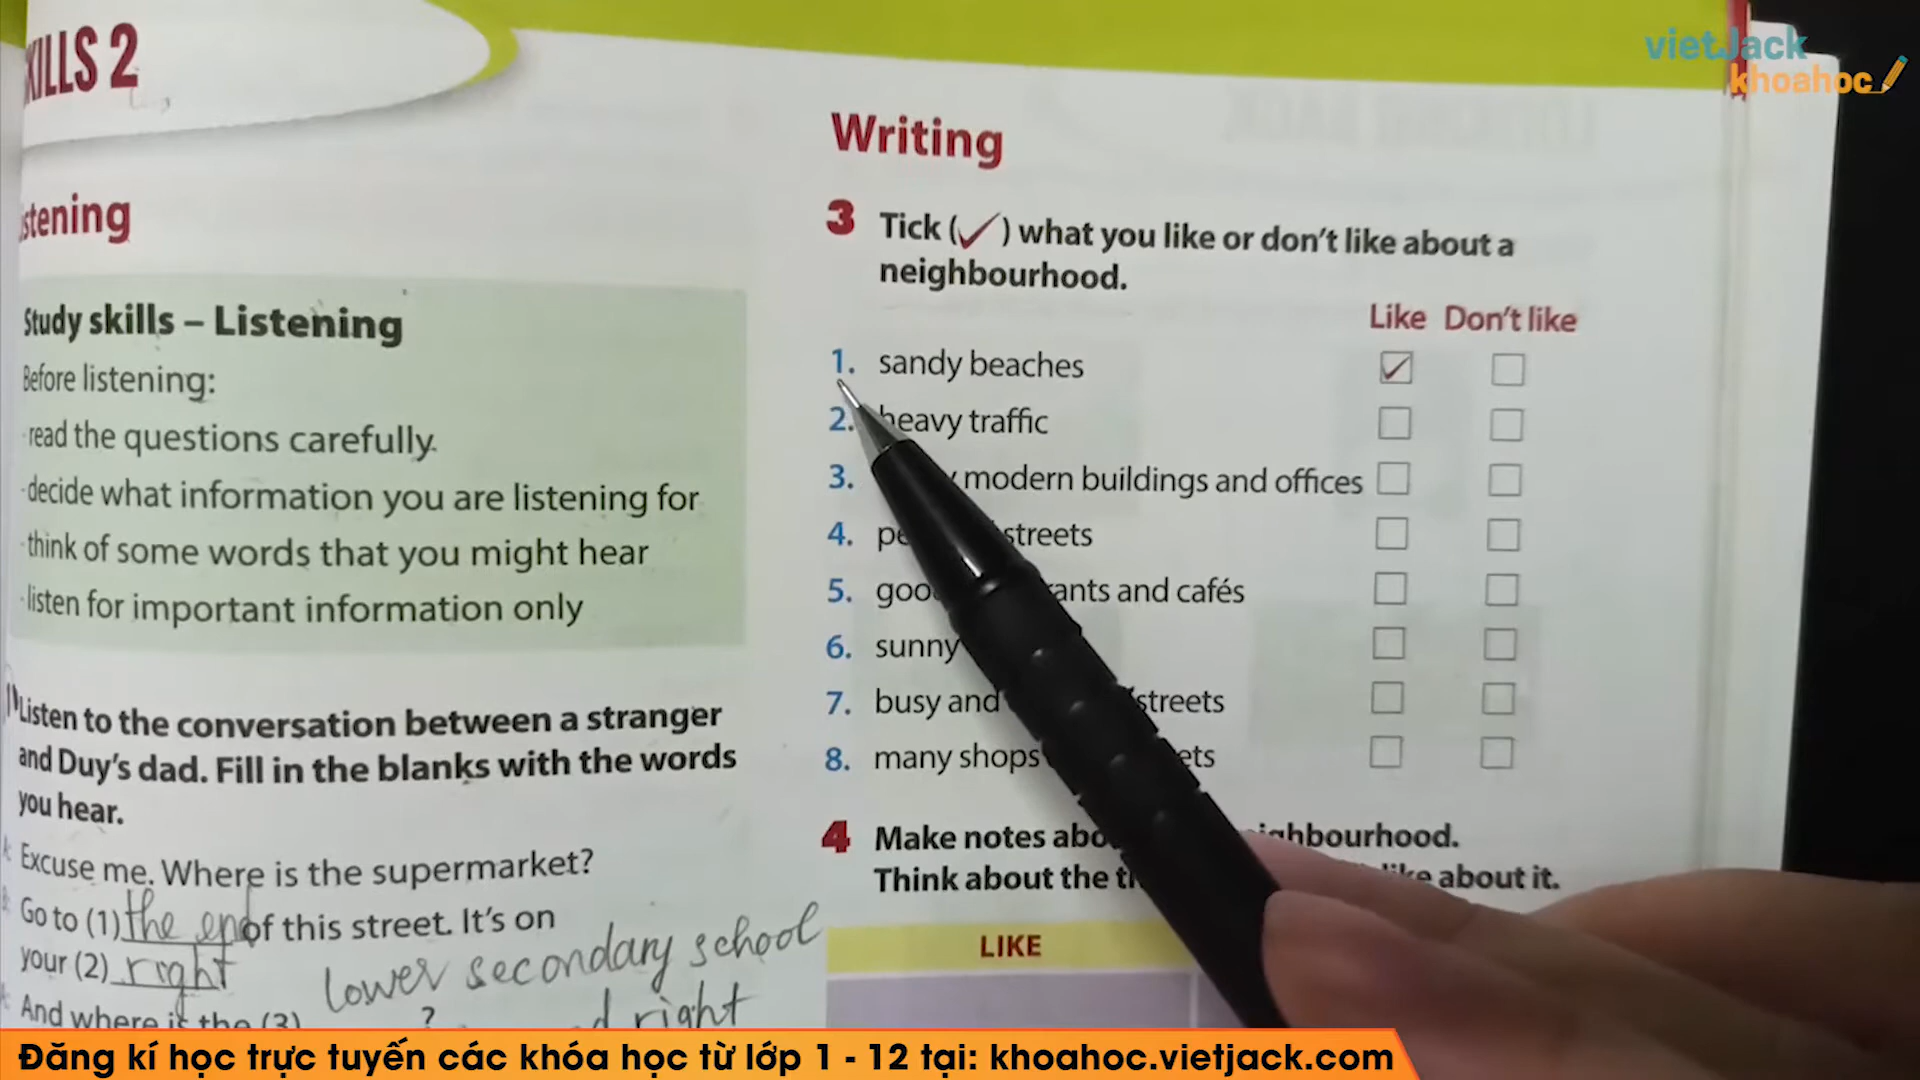 SKILLS 2
Listening
Study skills – Listening
Before listening:
- read the questions carefully.
- decide what information you are listening for
- think of some words that you might hear
- listen for important information only
Listen to the conversation between a stranger
and Duy's dad. Fill in the blanks with the words
you hear.
A: Excuse me. Where is the supermarket?
B: Go to (1) the end of this street. It's on
your (2) right
lower secondary school
A: And where is the (3) ?
right
Writing
3 Tick (✓) what you like or don't like about a
neighbourhood.
Like Don't like
1. sandy beaches ✓
2. heavy traffic
3. modern buildings and offices
4. streets
5. and cafés
6. sunny
7. busy and streets
8. many shops
4 Make notes neighbourhood.
Think about the about it.
LIKE
vietJack
khoahoc
Đăng kí học trực tuyến các khóa học từ lớp 1 - 12 tại: khoahoc.vietjack.com